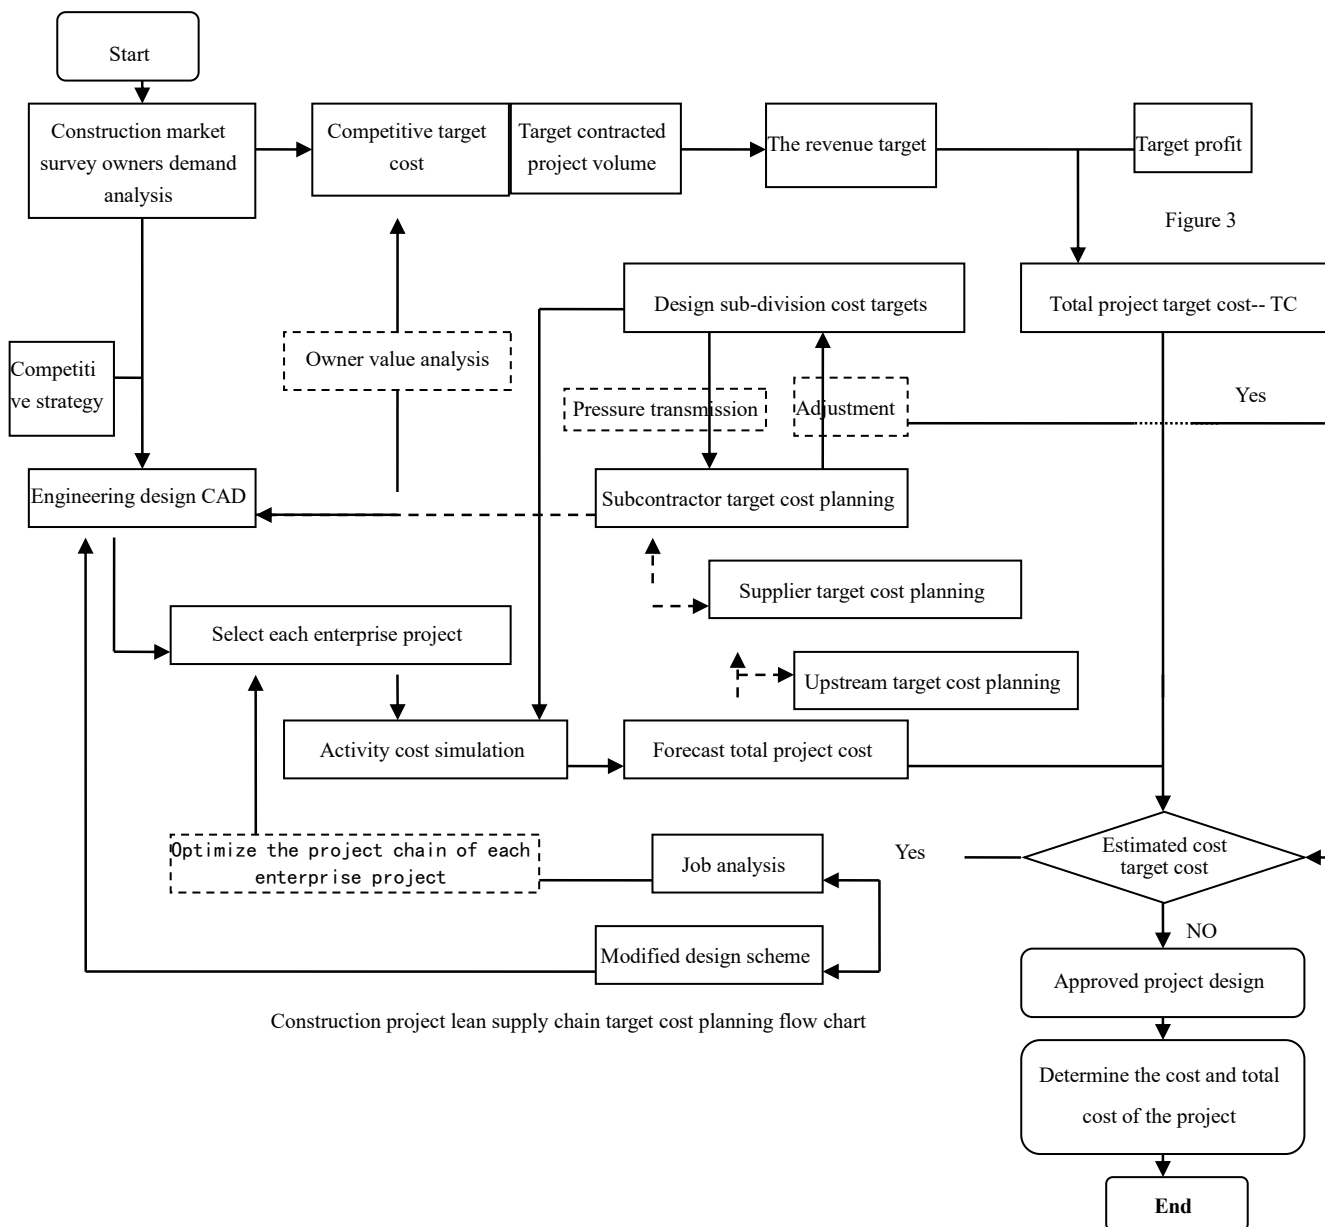 Start
Construction market
survey owners demand
analysis
Competitive target
cost
Target contracted
project volume
The revenue target
Target profit
Figure 3
Design sub-division cost targets
Total project target cost-- TC
Owner value analysis
Competiti
ve strategy
Pressure transmission
Adjustment
Yes
Engineering design CAD
Subcontractor target cost planning
Supplier target cost planning
Select each enterprise project
Upstream target cost planning
Activity cost simulation
Forecast total project cost
Optimize the project chain of each
enterprise project
Job analysis
Yes
Estimated cost
target cost
NO
Modified design scheme
Approved project design
Construction project lean supply chain target cost planning flow chart
Determine the cost and total
cost of the project
End